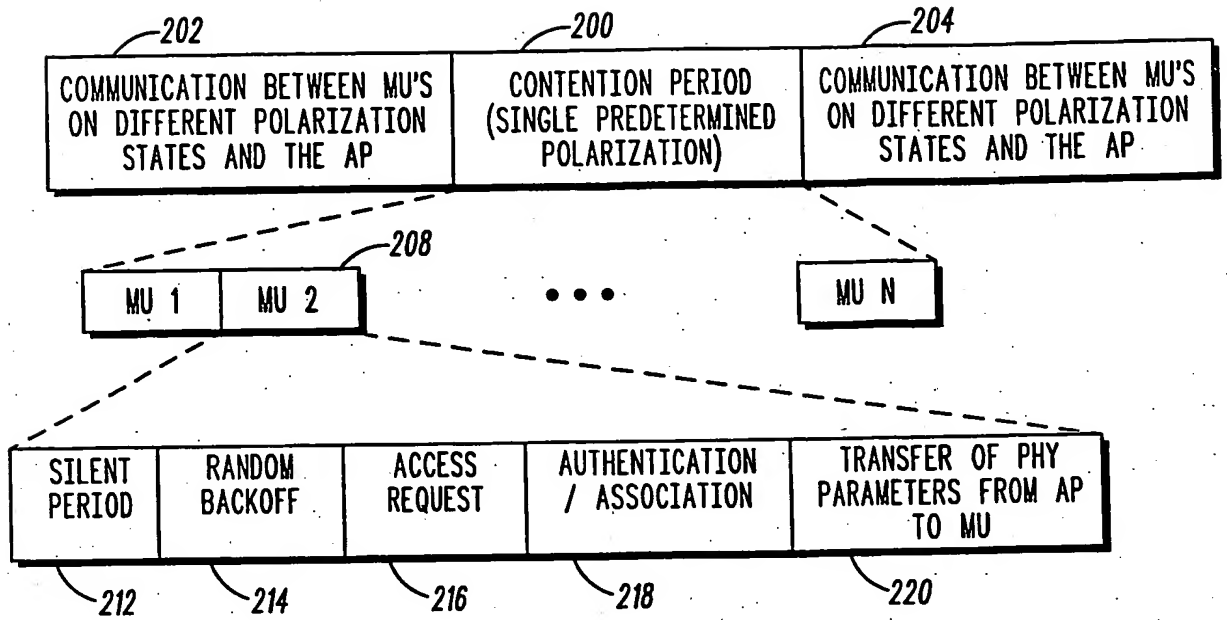 202
200
204
COMMUNICATION BETWEEN MU'S
ON DIFFERENT POLARIZATION
STATES AND THE AP
CONTENTION PERIOD
(SINGLE PREDETERMINED
POLARIZATION)
COMMUNICATION BETWEEN MU'S
ON DIFFERENT POLARIZATION
STATES AND THE AP
208
MU 1
MU 2
•••
MU N
SILENT
PERIOD
RANDOM
BACKOFF
ACCESS
REQUEST
AUTHENTICATION
/ ASSOCIATION
TRANSFER OF PHY
PARAMETERS FROM AP
TO MU
212
214
216
218
220